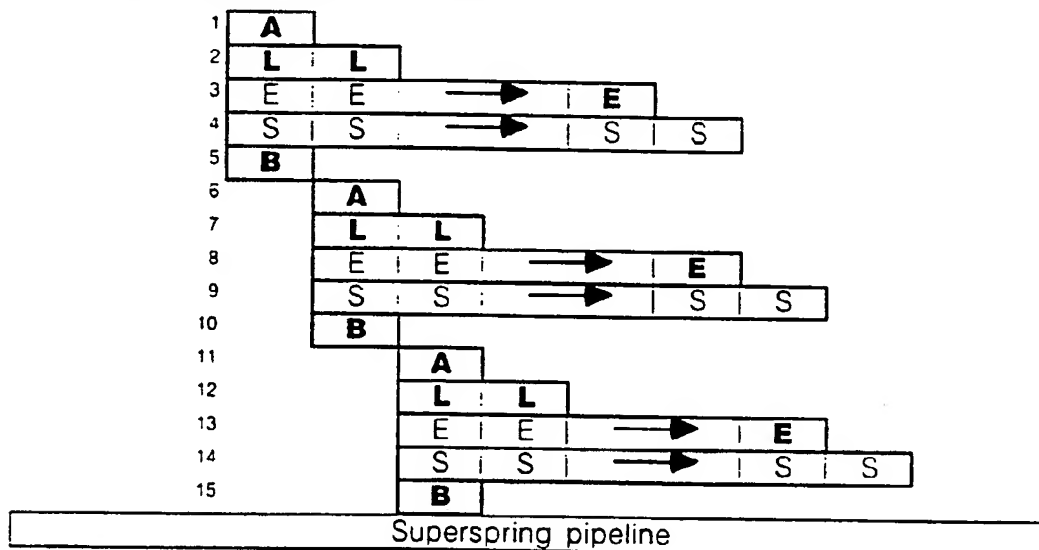 1 A
2 L L
3 E E E
4 S S S S
5 B
6 A
7 L L
8 E E E
9 S S S S
10 B
11 A
12 L L
13 E E E
14 S S S S
15 B
Superspring pipeline